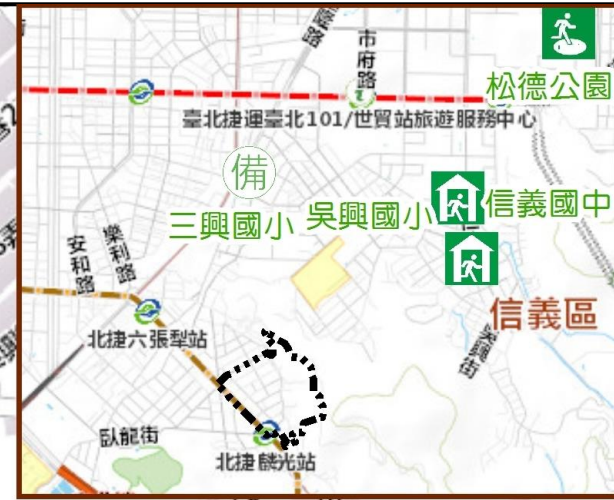 市府路
松德公園
臺北捷運臺北101/世貿站旅遊服務中心
備
三興國小
吳興國小
信義國中
安和路
樂利路
信義區
吳興街
北捷六張犁站
臥龍街
北捷麟光站